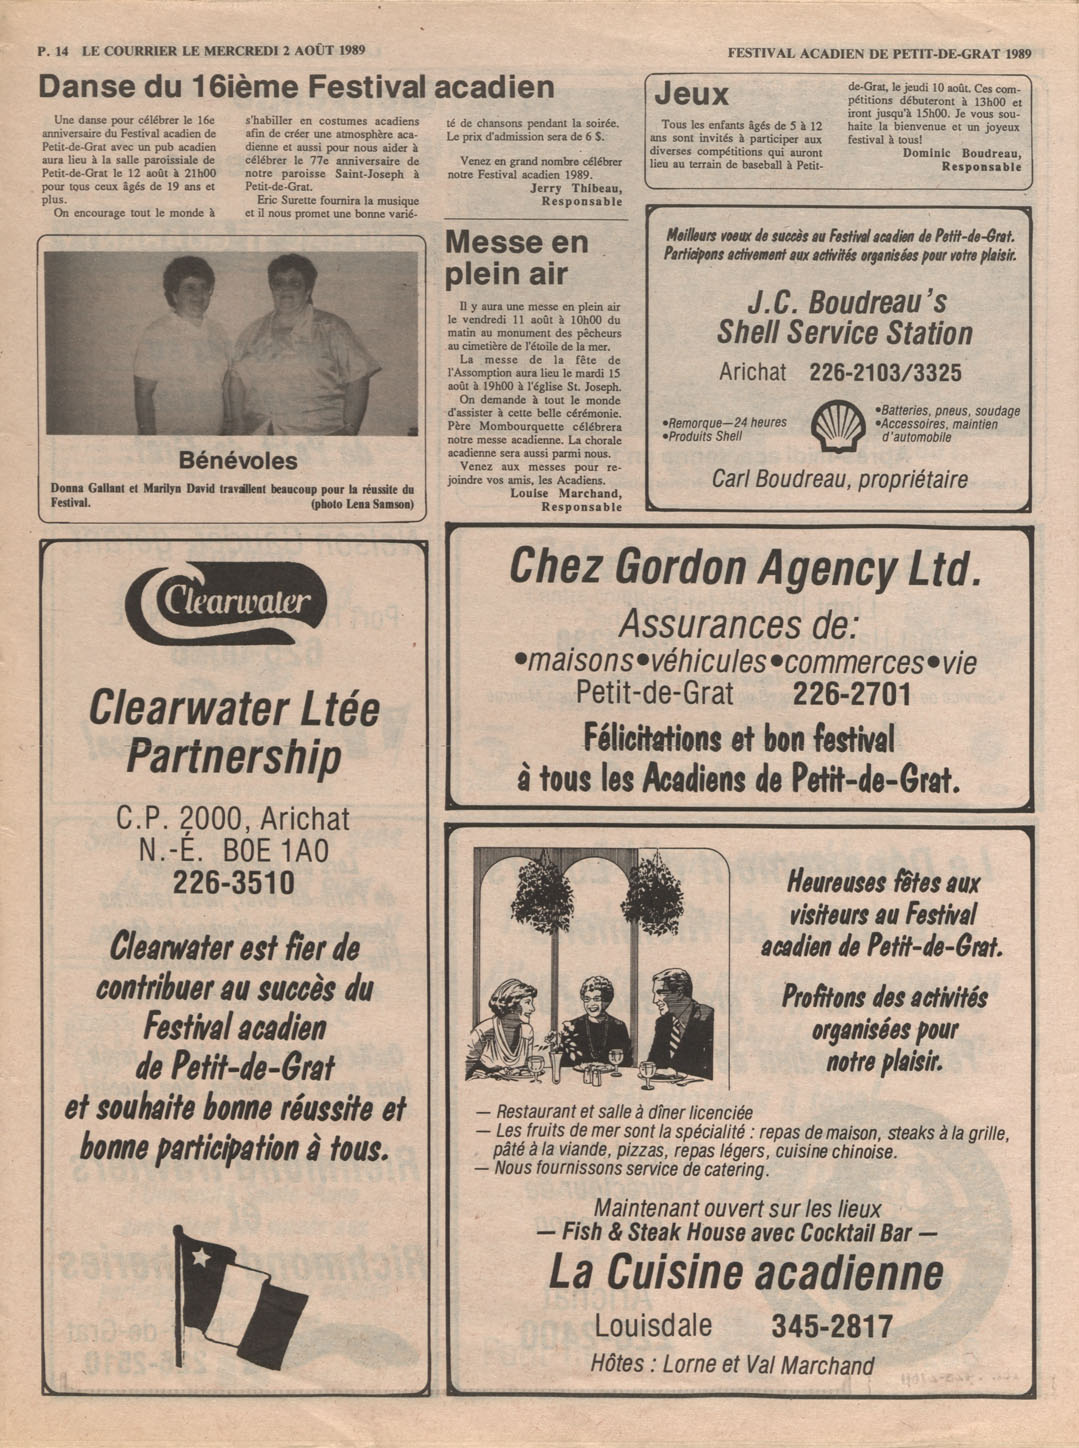 P. 14 LE COURRIER LE MERCREDI 2 AOÛT 1989
FESTIVAL ACADIEN DE PETIT-DE-GRAT 1989
Danse du 16ième Festival acadien
Une danse pour célébrer le 16e
anniversaire du Festival acadien de
Petit-de-Grat avec un pub acadien
aura lieu à la salle paroissiale de
Petit-de-Grat le 12 août à 21h00
pour tous ceux âgés de 19 ans et
plus.
On encourage tout le monde à
s'habiller en costumes acadiens
afin de créer une atmosphère aca-
dienne et aussi pour nous aider à
célébrer le 77e anniversaire de
notre paroisse Saint-Joseph à
Petit-de-Grat.
Eric Surette fournira la musique
et il nous promet une bonne varié-
té de chansons pendant la soirée.
Le prix d'admission sera de 6 $.
Venez en grand nombre célébrer
notre Festival acadien 1989.
Jerry Thibeau,
Responsable
Jeux
Tous les enfants âgés de 5 à 12
ans sont invités à participer aux
diverses compétitions qui auront
lieu au terrain de baseball à Petit-
de-Grat, le jeudi 10 août. Ces com-
pétitions débuteront à 13h00 et
iront jusqu'à 15h00. Je vous sou-
haite la bienvenue et un joyeux
festival à tous!
Dominic Boudreau,
Responsable
Bénévoles
Donna Gallant et Marilyn David travaillent beaucoup pour la réussite du
Festival. (photo Lena Samson)
Messe en
plein air
Il y aura une messe en plein air
le vendredi 11 août à 10h00 du
matin au monument des pêcheurs
au cimetière de l'étoile de la mer.
La messe de la fête de
l'Assomption aura lieu le mardi 15
août à 19h00 à l'église St. Joseph.
On demande à tout le monde
d'assister à cette belle cérémonie.
Père Mombourquette célébrera
notre messe acadienne. La chorale
acadienne sera aussi parmi nous.
Venez aux messes pour re-
joindre vos amis, les Acadiens.
Louise Marchand,
Responsable
Meilleurs voeux de succès au Festival acadien de Petit-de-Grat.
Participons activement aux activités organisées pour votre plaisir.
J.C. Boudreau's
Shell Service Station
Arichat 226-2103/3325
•Remorque—24 heures
•Produits Shell
•Batteries, pneus, soudage
•Accessoires, maintien
d'automobile
Carl Boudreau, propriétaire
Clearwater
Clearwater Ltée
Partnership
C.P. 2000, Arichat
N.-É. B0E 1A0
226-3510
Clearwater est fier de
contribuer au succès du
Festival acadien
de Petit-de-Grat
et souhaite bonne réussite et
bonne participation à tous.
Chez Gordon Agency Ltd.
Assurances de:
•maisons•véhicules•commerces•vie
Petit-de-Grat 226-2701
Félicitations et bon festival
à tous les Acadiens de Petit-de-Grat.
Heureuses fêtes aux
visiteurs au Festival
acadien de Petit-de-Grat.
Profitons des activités
organisées pour
notre plaisir.
— Restaurant et salle à dîner licenciée
— Les fruits de mer sont la spécialité : repas de maison, steaks à la grille,
pâté à la viande, pizzas, repas légers, cuisine chinoise.
— Nous fournissons service de catering.
Maintenant ouvert sur les lieux
— Fish & Steak House avec Cocktail Bar —
La Cuisine acadienne
Louisdale 345-2817
Hôtes : Lorne et Val Marchand